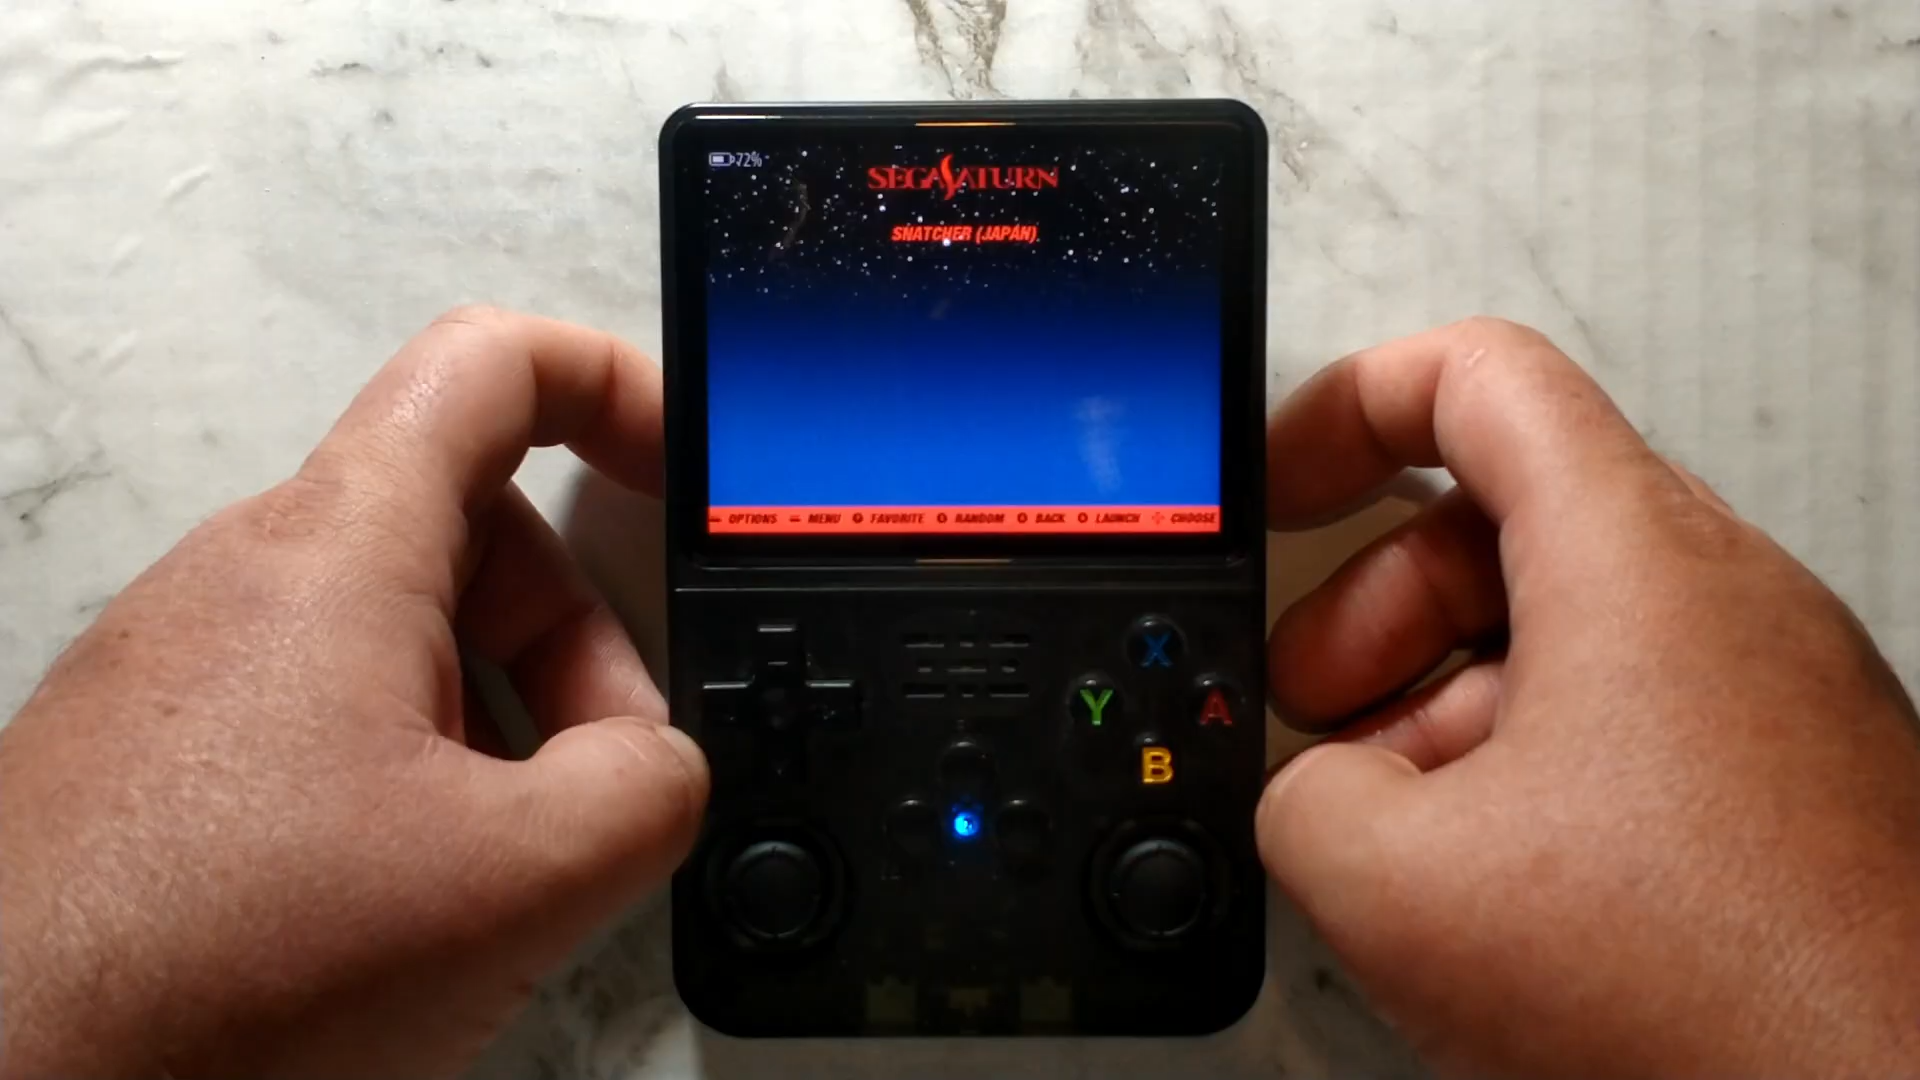 72%
SEGA SATURN
SNATCHER (JAPAN)
OPTIONS MENU FAVORITE RANDOM BACK LAUNCH CHOOSE
X
Y A
B